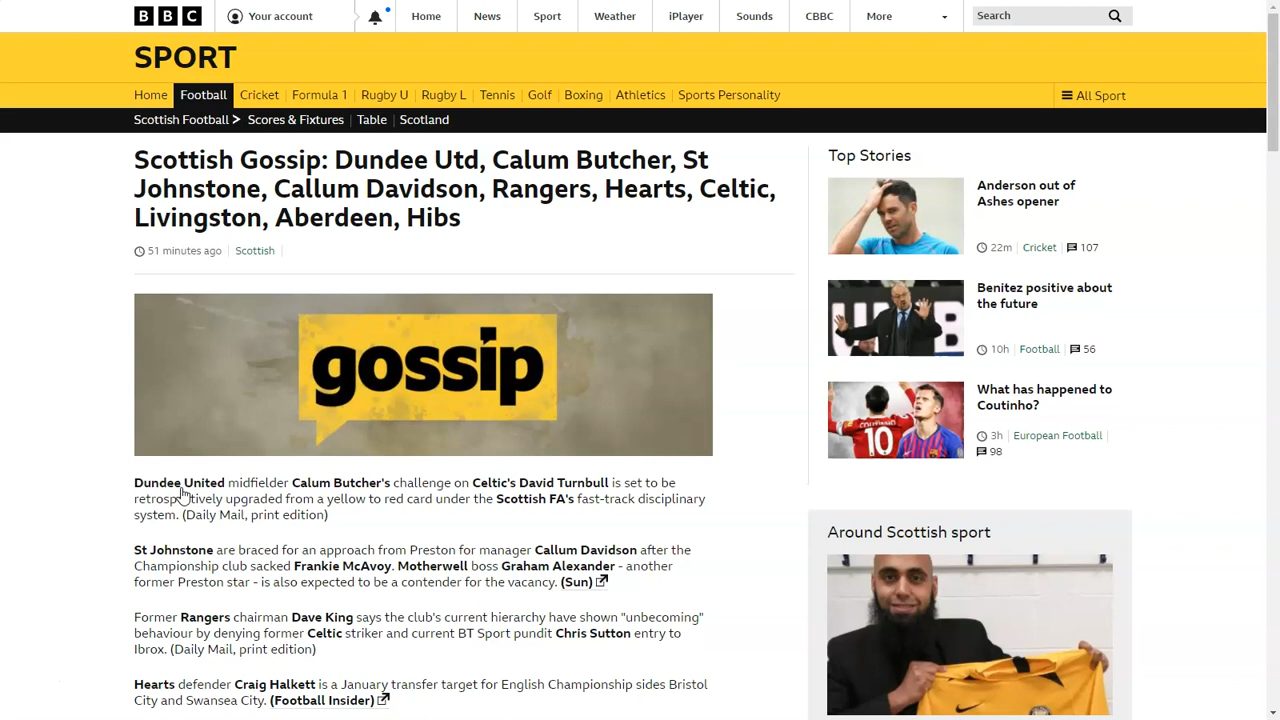 BBC Your account Home News Sport Weather iPlayer Sounds CBBC More Search
SPORT
Home Football Cricket Formula 1 Rugby U Rugby L Tennis Golf Boxing Athletics Sports Personality All Sport
Scottish Football Scores & Fixtures Table Scotland
Scottish Gossip: Dundee Utd, Calum Butcher, St
Johnstone, Callum Davidson, Rangers, Hearts, Celtic,
Livingston, Aberdeen, Hibs
51 minutes ago Scottish
gossip
Dundee United midfielder Calum Butcher's challenge on Celtic's David Turnbull is set to be
retrospectively upgraded from a yellow to red card under the Scottish FA's fast-track disciplinary
system. (Daily Mail, print edition)
St Johnstone are braced for an approach from Preston for manager Callum Davidson after the
Championship club sacked Frankie McAvoy. Motherwell boss Graham Alexander - another
former Preston star - is also expected to be a contender for the vacancy. (Sun)
Former Rangers chairman Dave King says the club's current hierarchy have shown "unbecoming"
behaviour by denying former Celtic striker and current BT Sport pundit Chris Sutton entry to
Ibrox. (Daily Mail, print edition)
Hearts defender Craig Halkett is a January transfer target for English Championship sides Bristol
City and Swansea City. (Football Insider)
Top Stories
Anderson out of
Ashes opener
22m Cricket 107
Benitez positive about
the future
10h Football 56
What has happened to
Coutinho?
3h European Football
98
COUTINHO
10
Around Scottish sport